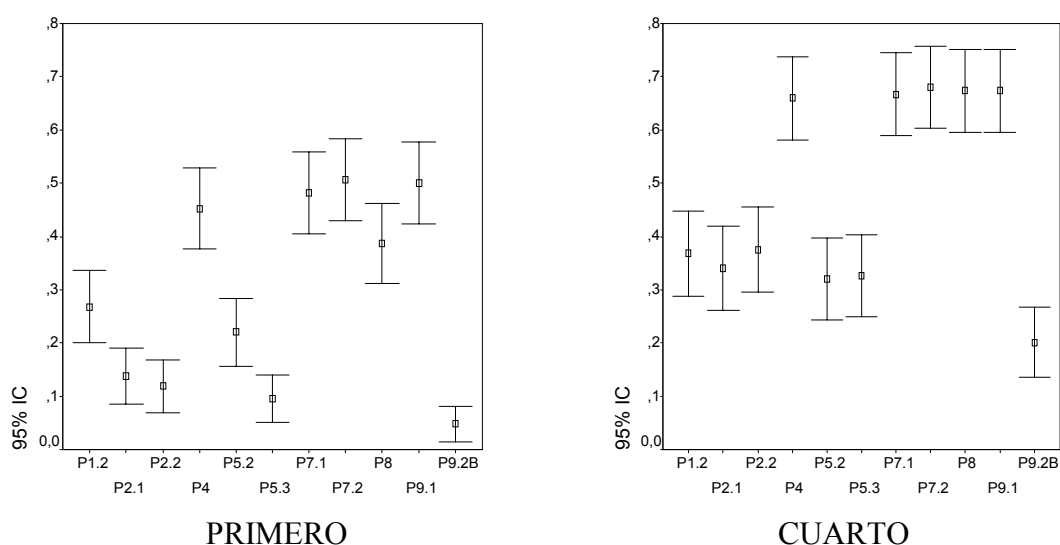 ,8
,7
,6
,5
,4
,3
,2
,1
0,0
95% IC
P1.2 P2.2 P5.2 P7.1 P8 P9.2B
P2.1 P4 P5.3 P7.2 P9.1
PRIMERO
,8
,7
,6
,5
,4
,3
,2
,1
0,0
95% IC
P1.2 P2.2 P5.2 P7.1 P8 P9.2B
P2.1 P4 P5.3 P7.2 P9.1
CUARTO